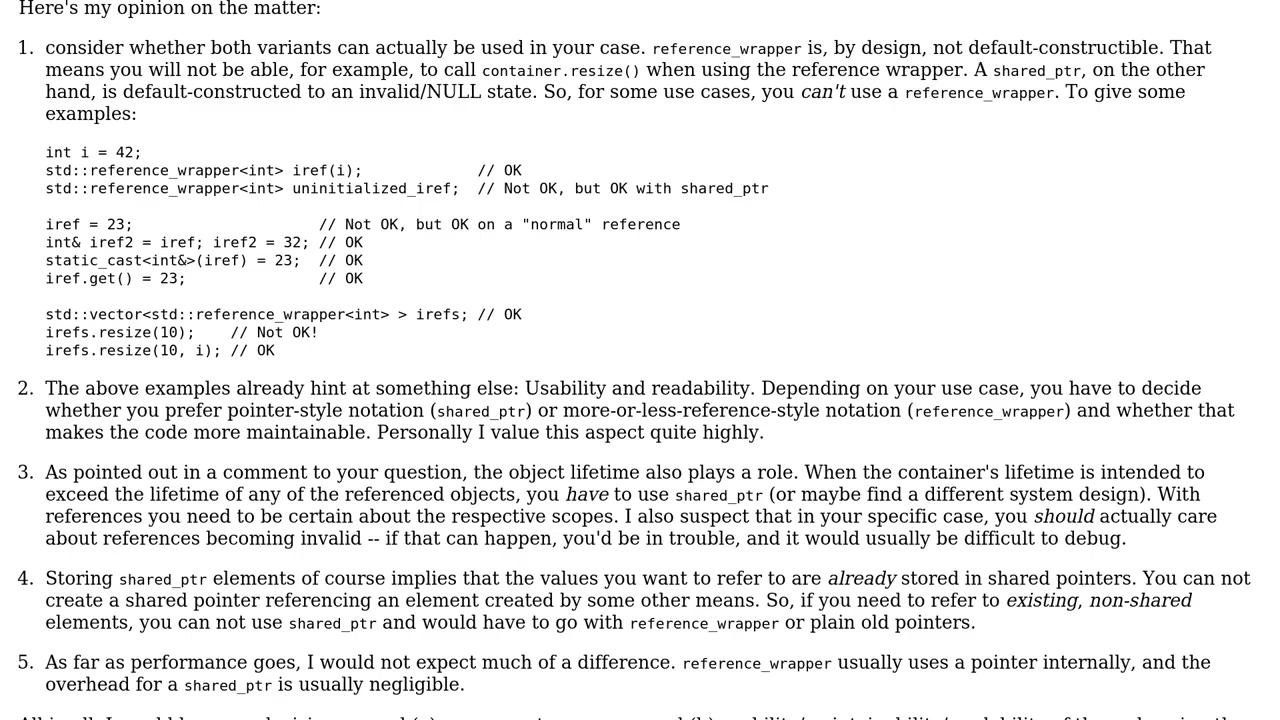 Here's my opinion on the matter:
1. consider whether both variants can actually be used in your case. reference_wrapper is, by design, not default-constructible. That
means you will not be able, for example, to call container.resize() when using the reference wrapper. A shared_ptr, on the other
hand, is default-constructed to an invalid/NULL state. So, for some use cases, you can't use a reference_wrapper. To give some
examples:
int i = 42;
std::reference_wrapper<int> iref(i);             // OK
std::reference_wrapper<int> uninitialized_iref;  // Not OK, but OK with shared_ptr
iref = 23;                     // Not OK, but OK on a "normal" reference
int& iref2 = iref; iref2 = 32; // OK
static_cast<int&>(iref) = 23;  // OK
iref.get() = 23;               // OK
std::vector<std::reference_wrapper<int> > irefs; // OK
irefs.resize(10);    // Not OK!
irefs.resize(10, i); // OK
2. The above examples already hint at something else: Usability and readability. Depending on your use case, you have to decide
whether you prefer pointer-style notation (shared_ptr) or more-or-less-reference-style notation (reference_wrapper) and whether that
makes the code more maintainable. Personally I value this aspect quite highly.
3. As pointed out in a comment to your question, the object lifetime also plays a role. When the container's lifetime is intended to
exceed the lifetime of any of the referenced objects, you have to use shared_ptr (or maybe find a different system design). With
references you need to be certain about the respective scopes. I also suspect that in your specific case, you should actually care
about references becoming invalid -- if that can happen, you'd be in trouble, and it would usually be difficult to debug.
4. Storing shared_ptr elements of course implies that the values you want to refer to are already stored in shared pointers. You can not
create a shared pointer referencing an element created by some other means. So, if you need to refer to existing, non-shared
elements, you can not use shared_ptr and would have to go with reference_wrapper or plain old pointers.
5. As far as performance goes, I would not expect much of a difference. reference_wrapper usually uses a pointer internally, and the
overhead for a shared_ptr is usually negligible.